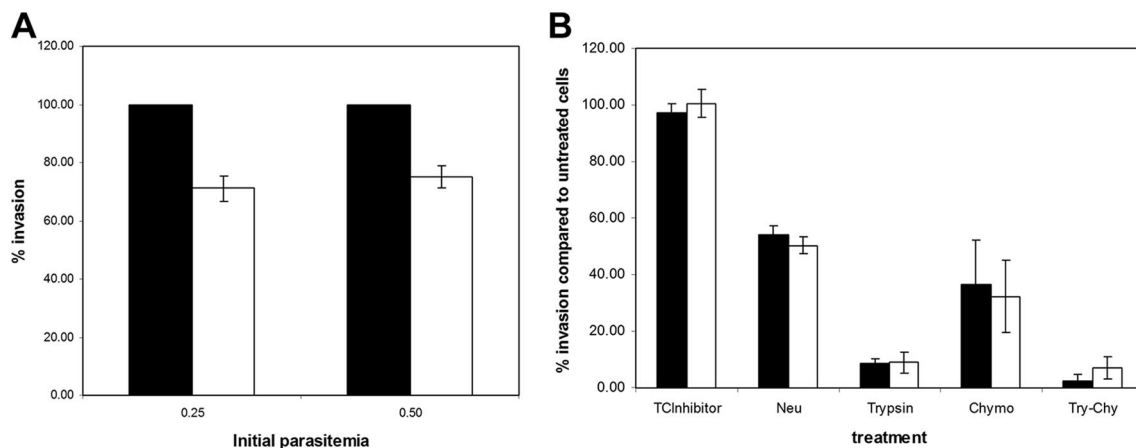 A
% invasion
120.00
100.00
80.00
60.00
40.00
20.00
0.00
0.25 0.50
Initial parasitemia
B
% invasion compared to untreated cells
120.00
100.00
80.00
60.00
40.00
20.00
0.00
TCInhibitor Neu Trypsin Chymo Try-Chy
treatment